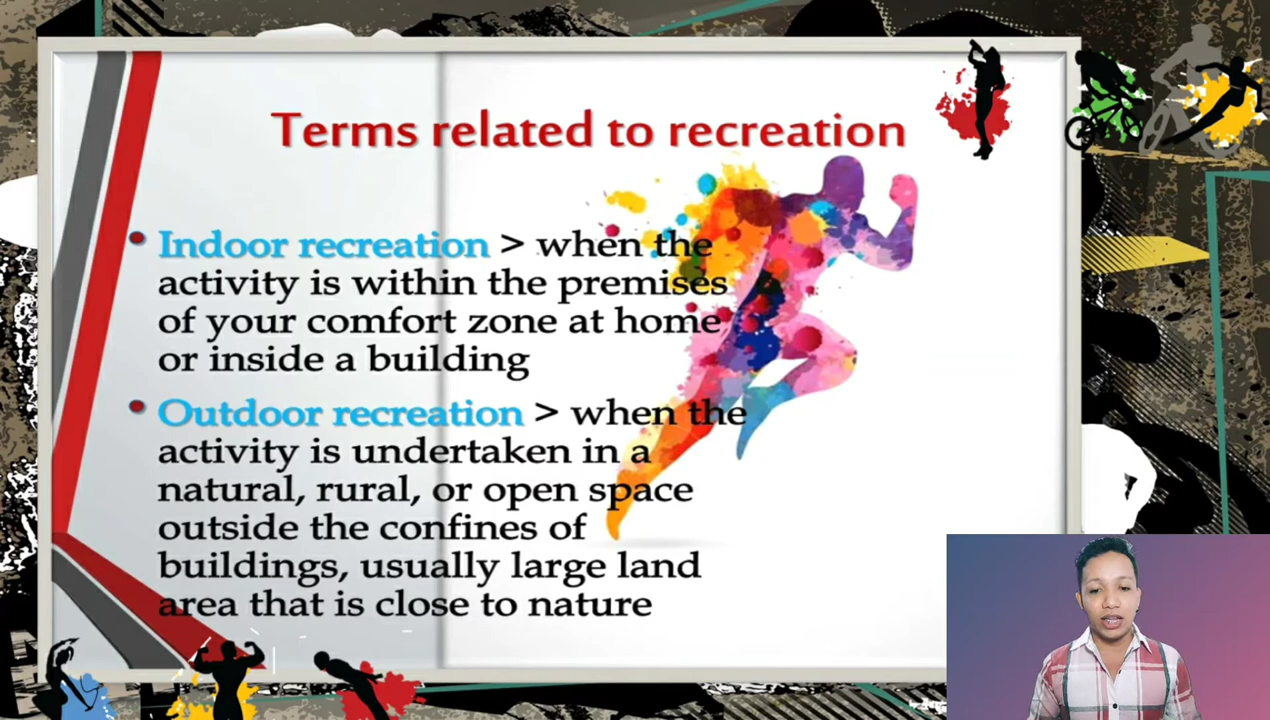 Terms related to recreation
• Indoor recreation > when the
activity is within the premises
of your comfort zone at home
or inside a building
• Outdoor recreation > when the
activity is undertaken in a
natural, rural, or open space
outside the confines of
buildings, usually large land
area that is close to nature